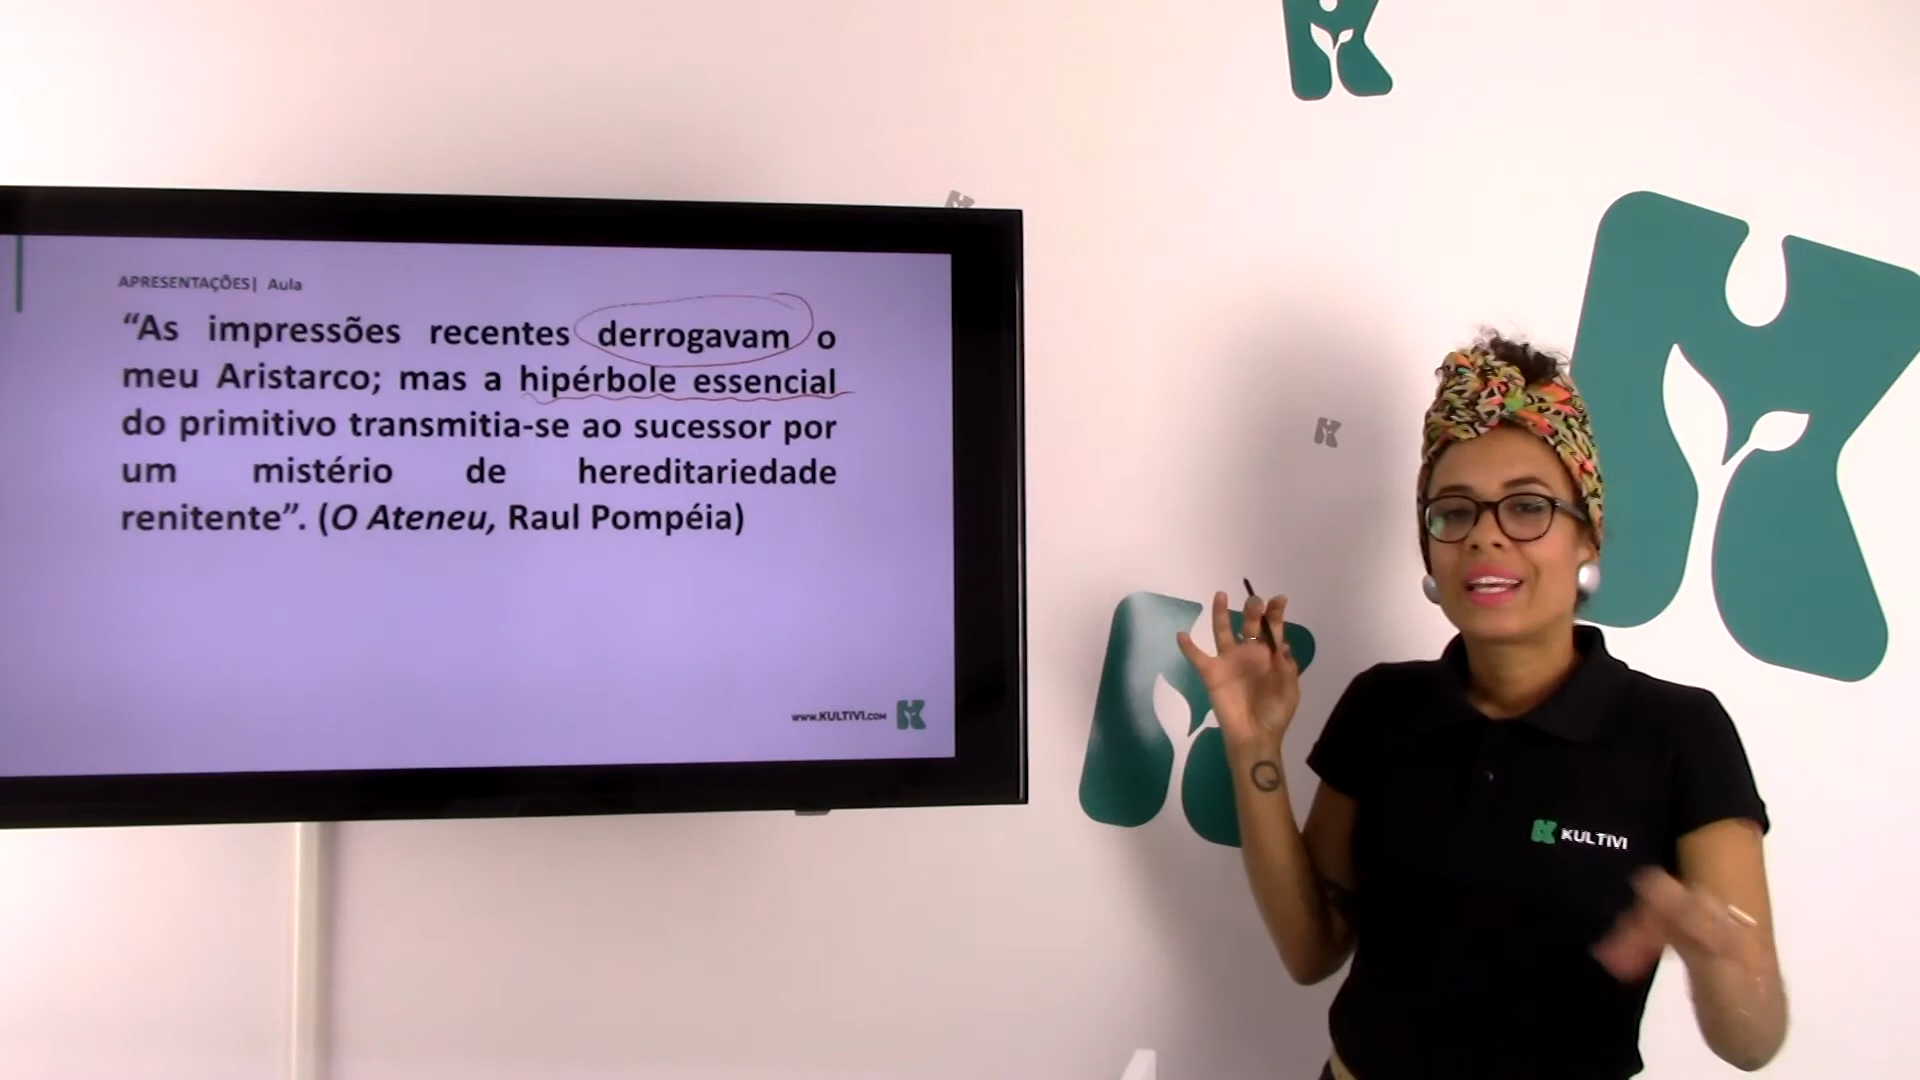 APRESENTAÇÕES| Aula
“As impressões recentes derrogavam o
meu Aristarco; mas a hipérbole essencial
do primitivo transmitia-se ao sucessor por
um mistério de hereditariedade
renitente”. (O Ateneu, Raul Pompéia)
www.KULTIVI.COM
KULTIVI